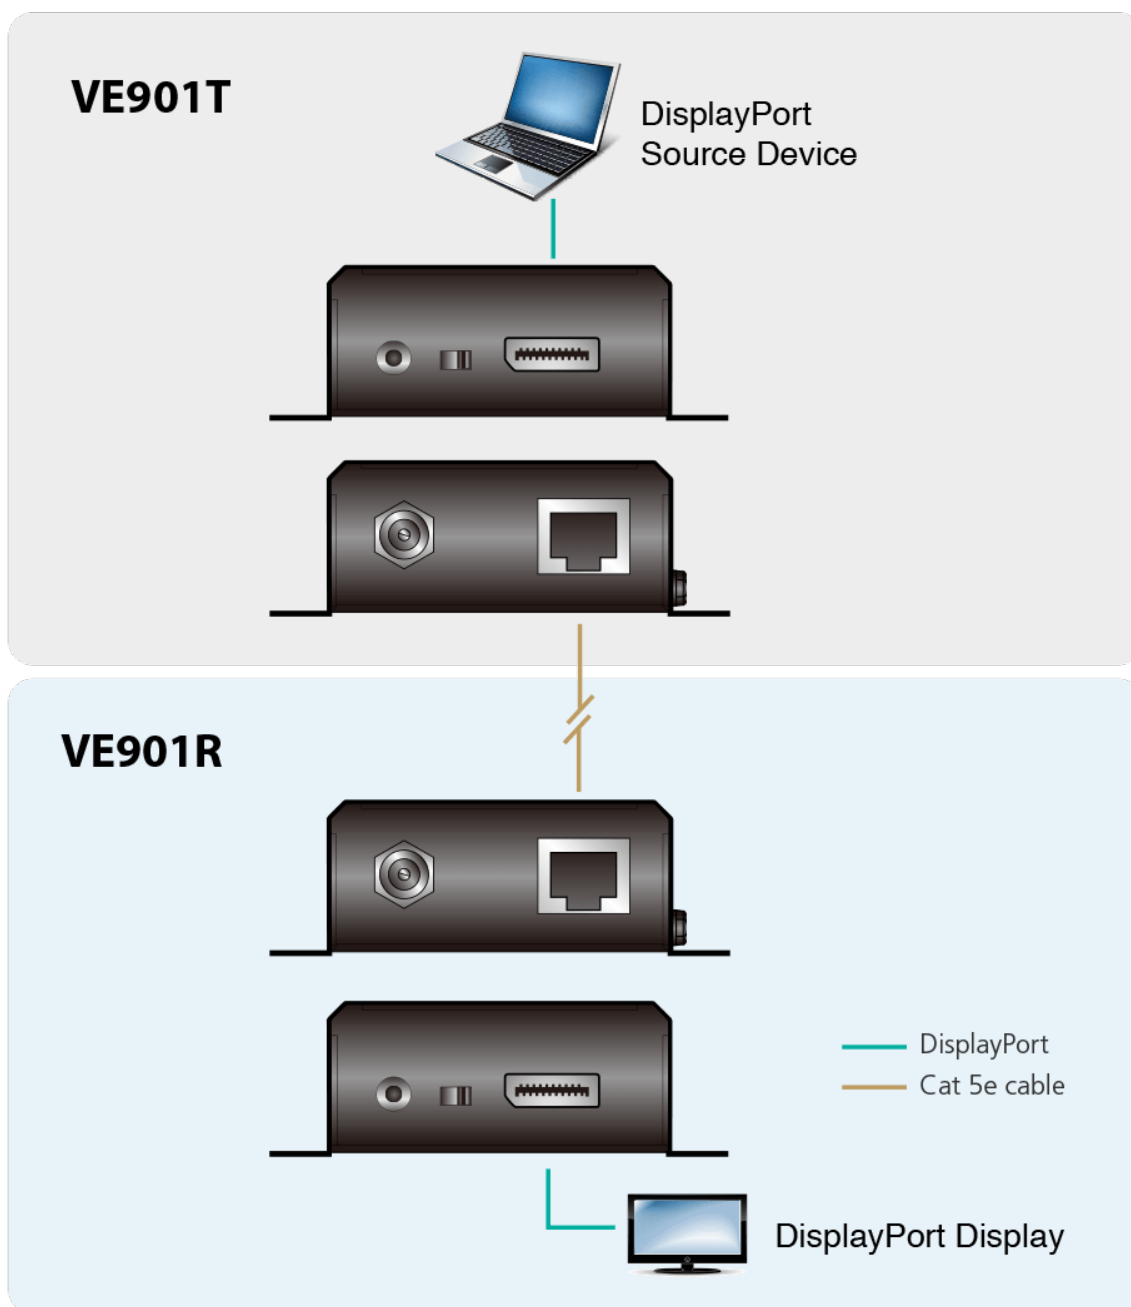 VE901T
DisplayPort
Source Device
VE901R
DisplayPort
Cat 5e cable
DisplayPort Display